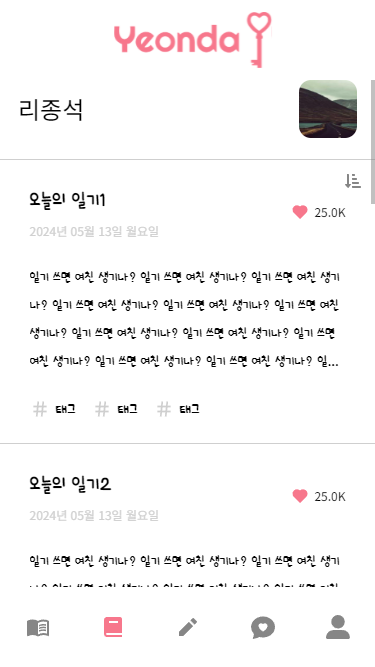 Yeonda
리종석
오늘의 일기1
25.0K
2024년 05월 13일 월요일
일기 쓰면 여친 생기나? 일기 쓰면 여친 생기나? 일기 쓰면 여친 생기
나? 일기 쓰면 여친 생기나? 일기 쓰면 여친 생기나? 일기 쓰면 여친
생기나? 일기 쓰면 여친 생기나? 일기 쓰면 여친 생기나? 일기 쓰면
여친 생기나? 일기 쓰면 여친 생기나? 일기 쓰면 여친 생기나? 일...
# 태그 # 태그 # 태그
오늘의 일기2
25.0K
2024년 05월 13일 월요일
일기 쓰면 여친 생기나? 일기 쓰면 여친 생기나? 일기 쓰면 여친 생기